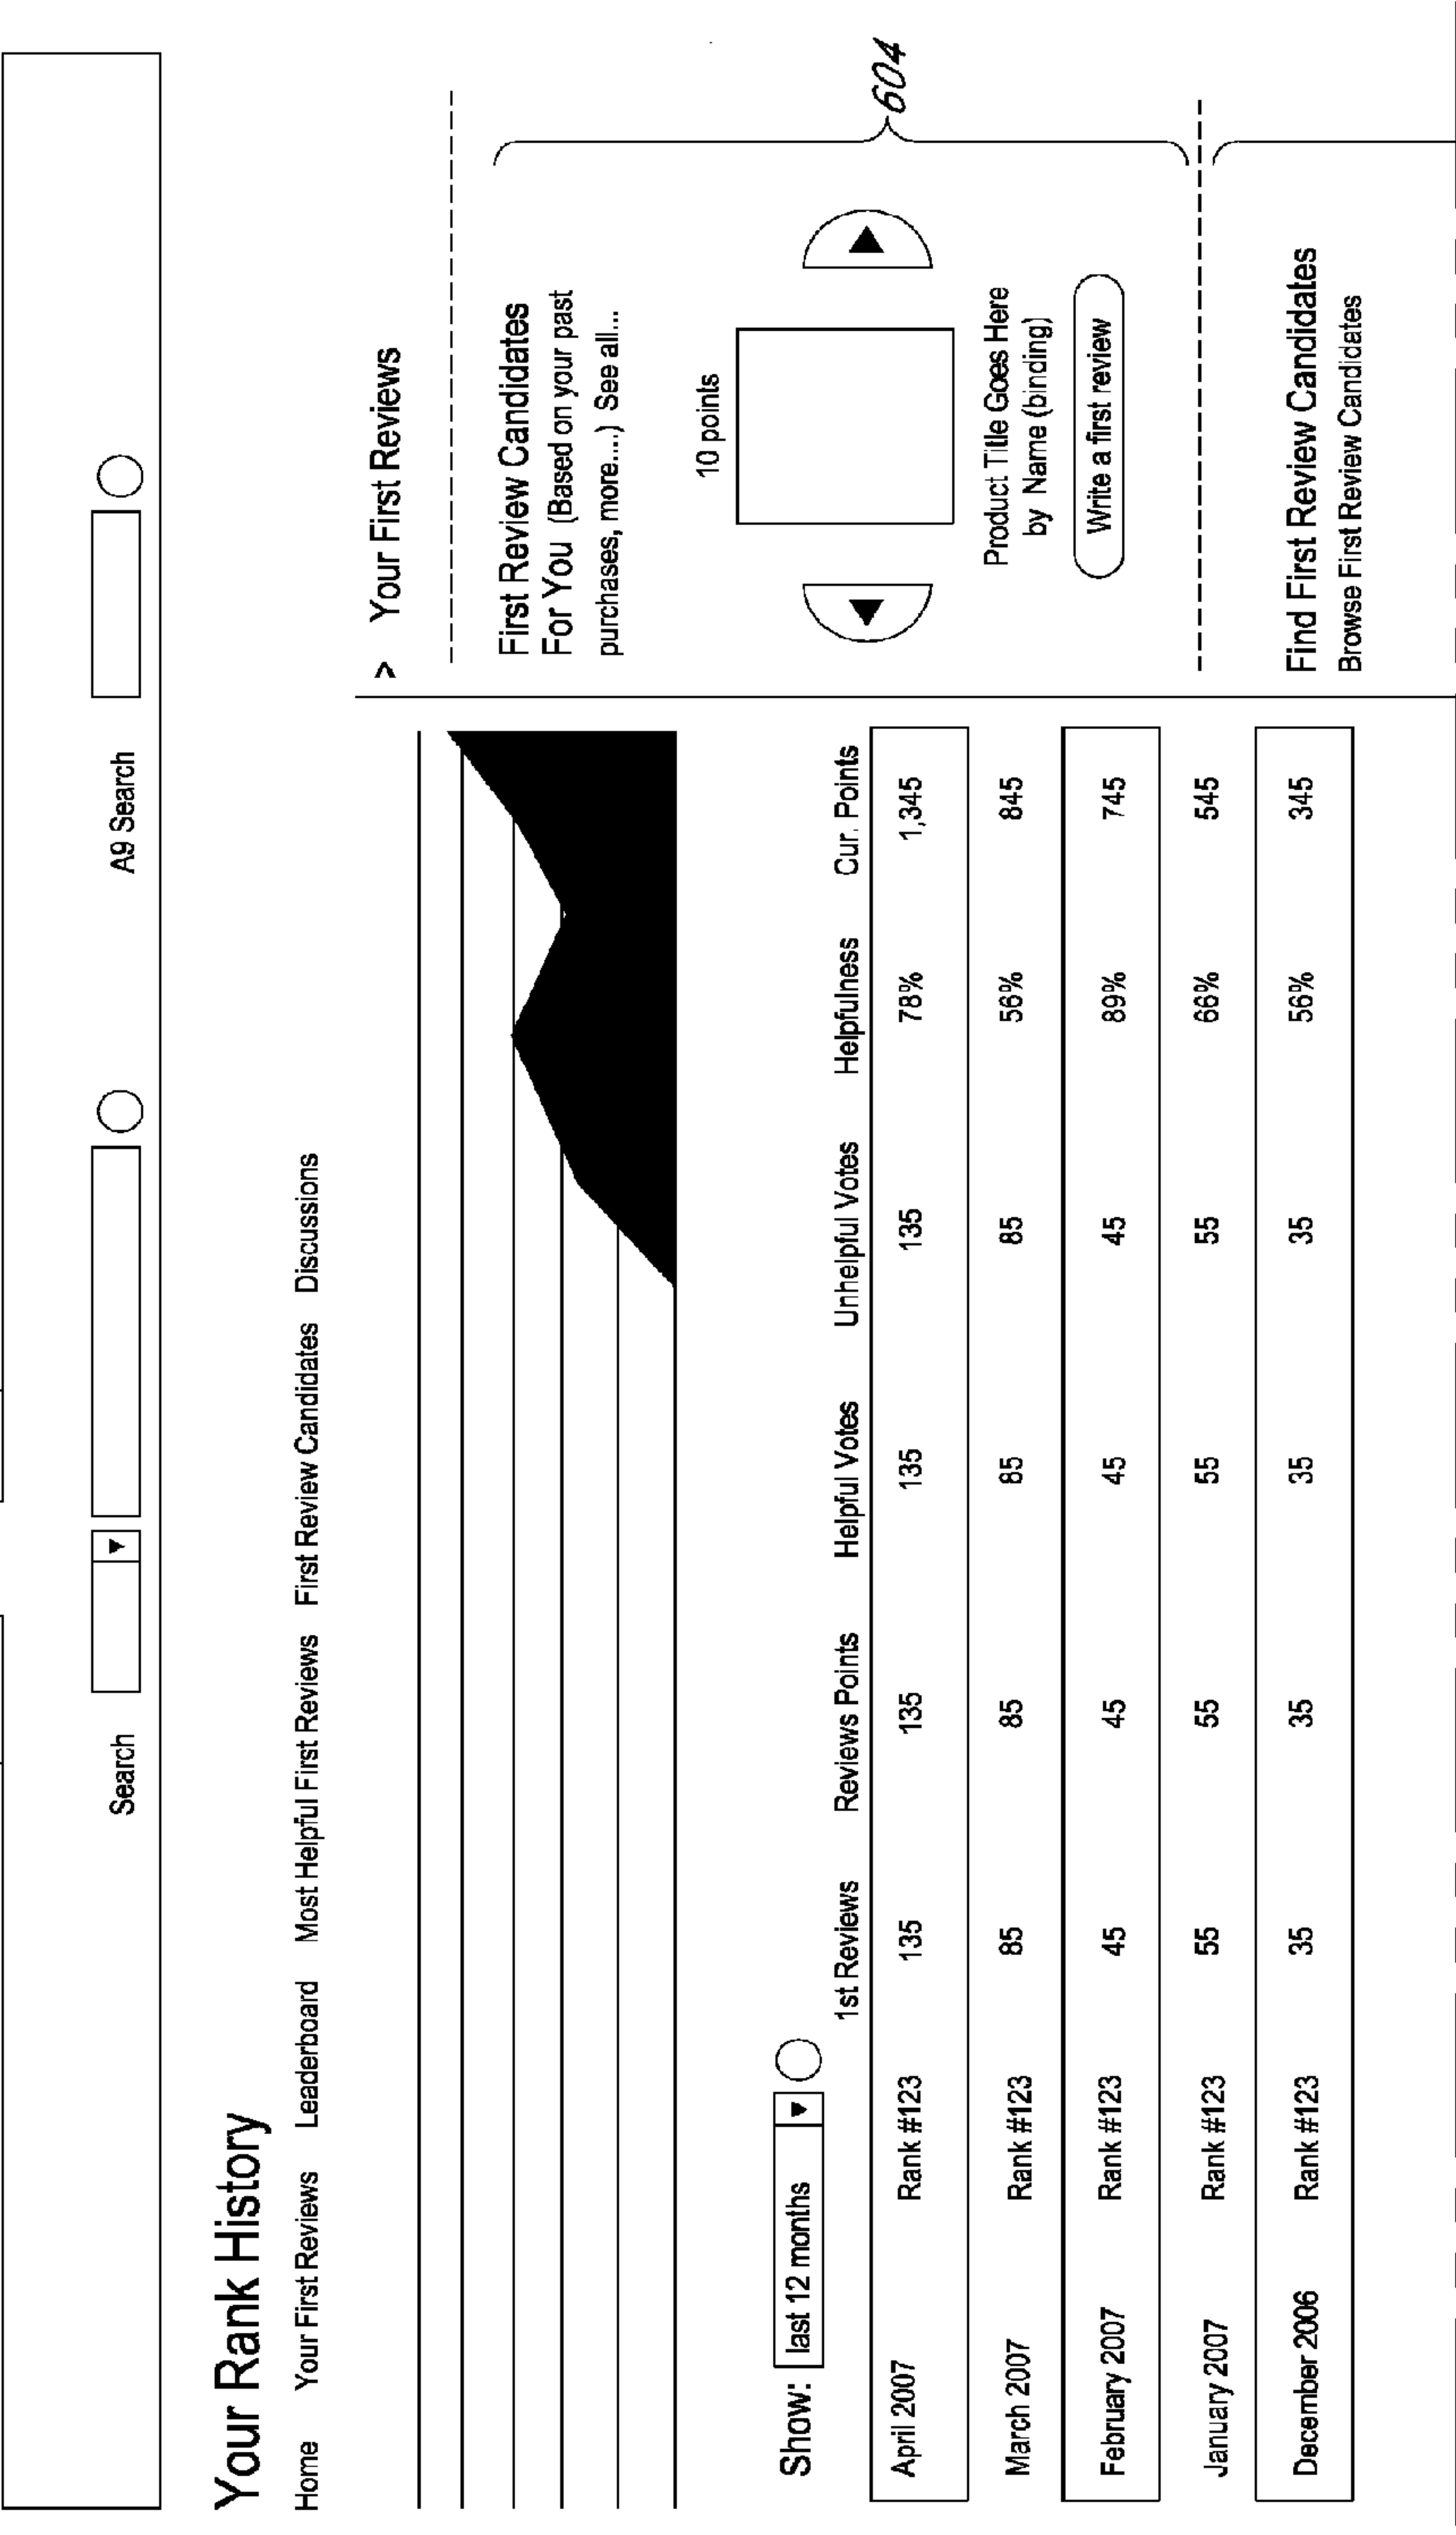 Search A9 Search
Your Rank History
Home Your First Reviews Leaderboard Most Helpful First Reviews First Review Candidates Discussions
> Your First Reviews
First Review Candidates
For You (Based on your past
purchases, more....) See all...
10 points
Product Title Goes Here
by Name (binding)
Write a first review
604
Find First Review Candidates
Browse First Review Candidates
Show: last 12 months
1st Reviews Reviews Points Helpful Votes Unhelpful Votes Helpfulness Cur. Points
April 2007 Rank #123 135 135 135 135 78% 1,345
March 2007 Rank #123 85 85 85 85 56% 845
February 2007 Rank #123 45 45 45 45 89% 745
January 2007 Rank #123 55 55 55 55 66% 545
December 2006 Rank #123 35 35 35 35 56% 345